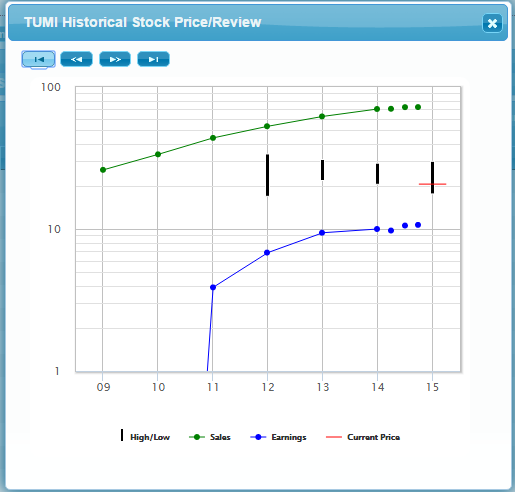 TUMI Historical Stock Price/Review
100
10
1
09 10 11 12 13 14 15
High/Low Sales Earnings Current Price